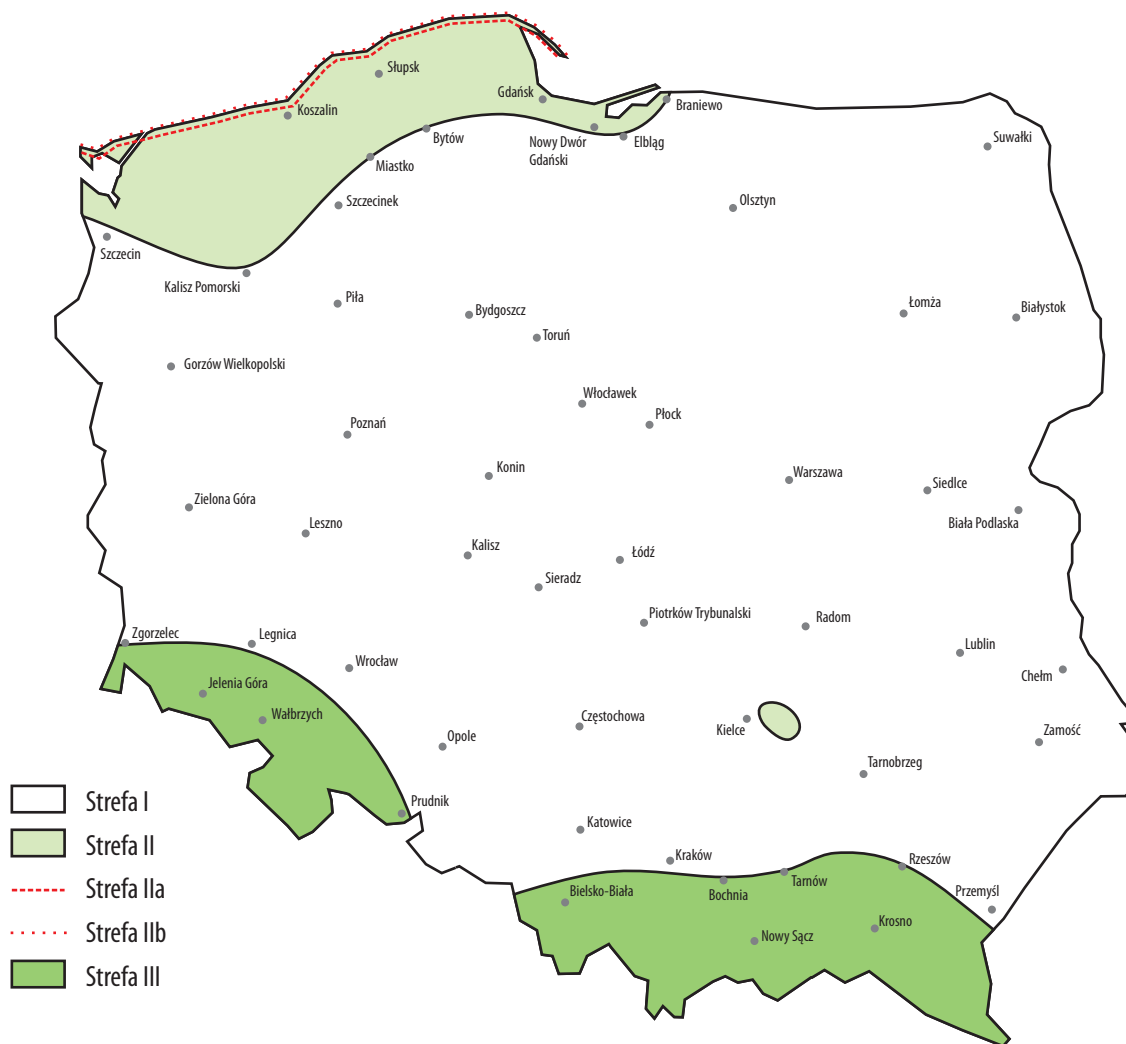 Słupsk
Gdańsk
Braniewo
Koszalin
Bytów
Nowy Dwór
Gdański
Elbląg
Suwałki
Miastko
Szczecinek
Olsztyn
Szczecin
Kalisz Pomorski
Piła
Bydgoszcz
Toruń
Łomża
Białystok
Gorzów Wielkopolski
Włocławek
Płock
Poznań
Konin
Warszawa
Siedlce
Zielona Góra
Biała Podlaska
Leszno
Kalisz
Łódź
Sieradz
Piotrków Trybunalski
Radom
Zgorzelec
Legnica
Wrocław
Lublin
Chełm
Jelenia Góra
Wałbrzych
Częstochowa
Kielce
Opole
Zamość
Tarnobrzeg
Prudnik
Katowice
Kraków
Rzeszów
Tarnów
Bielsko-Biała
Bochnia
Przemyśl
Krosno
Nowy Sącz
Strefa I
Strefa II
Strefa IIa
Strefa IIb
Strefa III